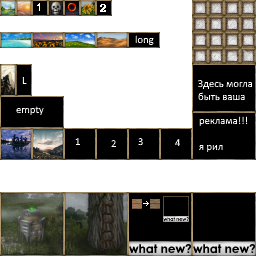 1
2
long
L
empty
1
2
3
4
Здесь могла
быть ваша
реклама!!!
я рил
what new?
what new?
what new?